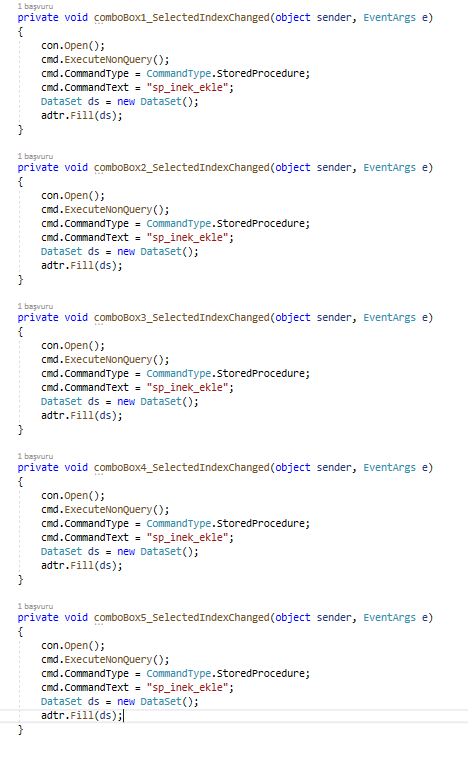 1 başvuru
private void comboBox1_SelectedIndexChanged(object sender, EventArgs e)
{
con.Open();
cmd.ExecuteNonQuery();
cmd.CommandType = CommandType.StoredProcedure;
cmd.CommandText = "sp_inek_ekle";
DataSet ds = new DataSet();
adtr.Fill(ds);
}
1 başvuru
private void comboBox2_SelectedIndexChanged(object sender, EventArgs e)
{
con.Open();
cmd.ExecuteNonQuery();
cmd.CommandType = CommandType.StoredProcedure;
cmd.CommandText = "sp_inek_ekle";
DataSet ds = new DataSet();
adtr.Fill(ds);
}
1 başvuru
private void comboBox3_SelectedIndexChanged(object sender, EventArgs e)
{
con.Open();
cmd.ExecuteNonQuery();
cmd.CommandType = CommandType.StoredProcedure;
cmd.CommandText = "sp_inek_ekle";
DataSet ds = new DataSet();
adtr.Fill(ds);
}
1 başvuru
private void comboBox4_SelectedIndexChanged(object sender, EventArgs e)
{
con.Open();
cmd.ExecuteNonQuery();
cmd.CommandType = CommandType.StoredProcedure;
cmd.CommandText = "sp_inek_ekle";
DataSet ds = new DataSet();
adtr.Fill(ds);
}
1 başvuru
private void comboBox5_SelectedIndexChanged(object sender, EventArgs e)
{
con.Open();
cmd.ExecuteNonQuery();
cmd.CommandType = CommandType.StoredProcedure;
cmd.CommandText = "sp_inek_ekle";
DataSet ds = new DataSet();
adtr.Fill(ds);
}